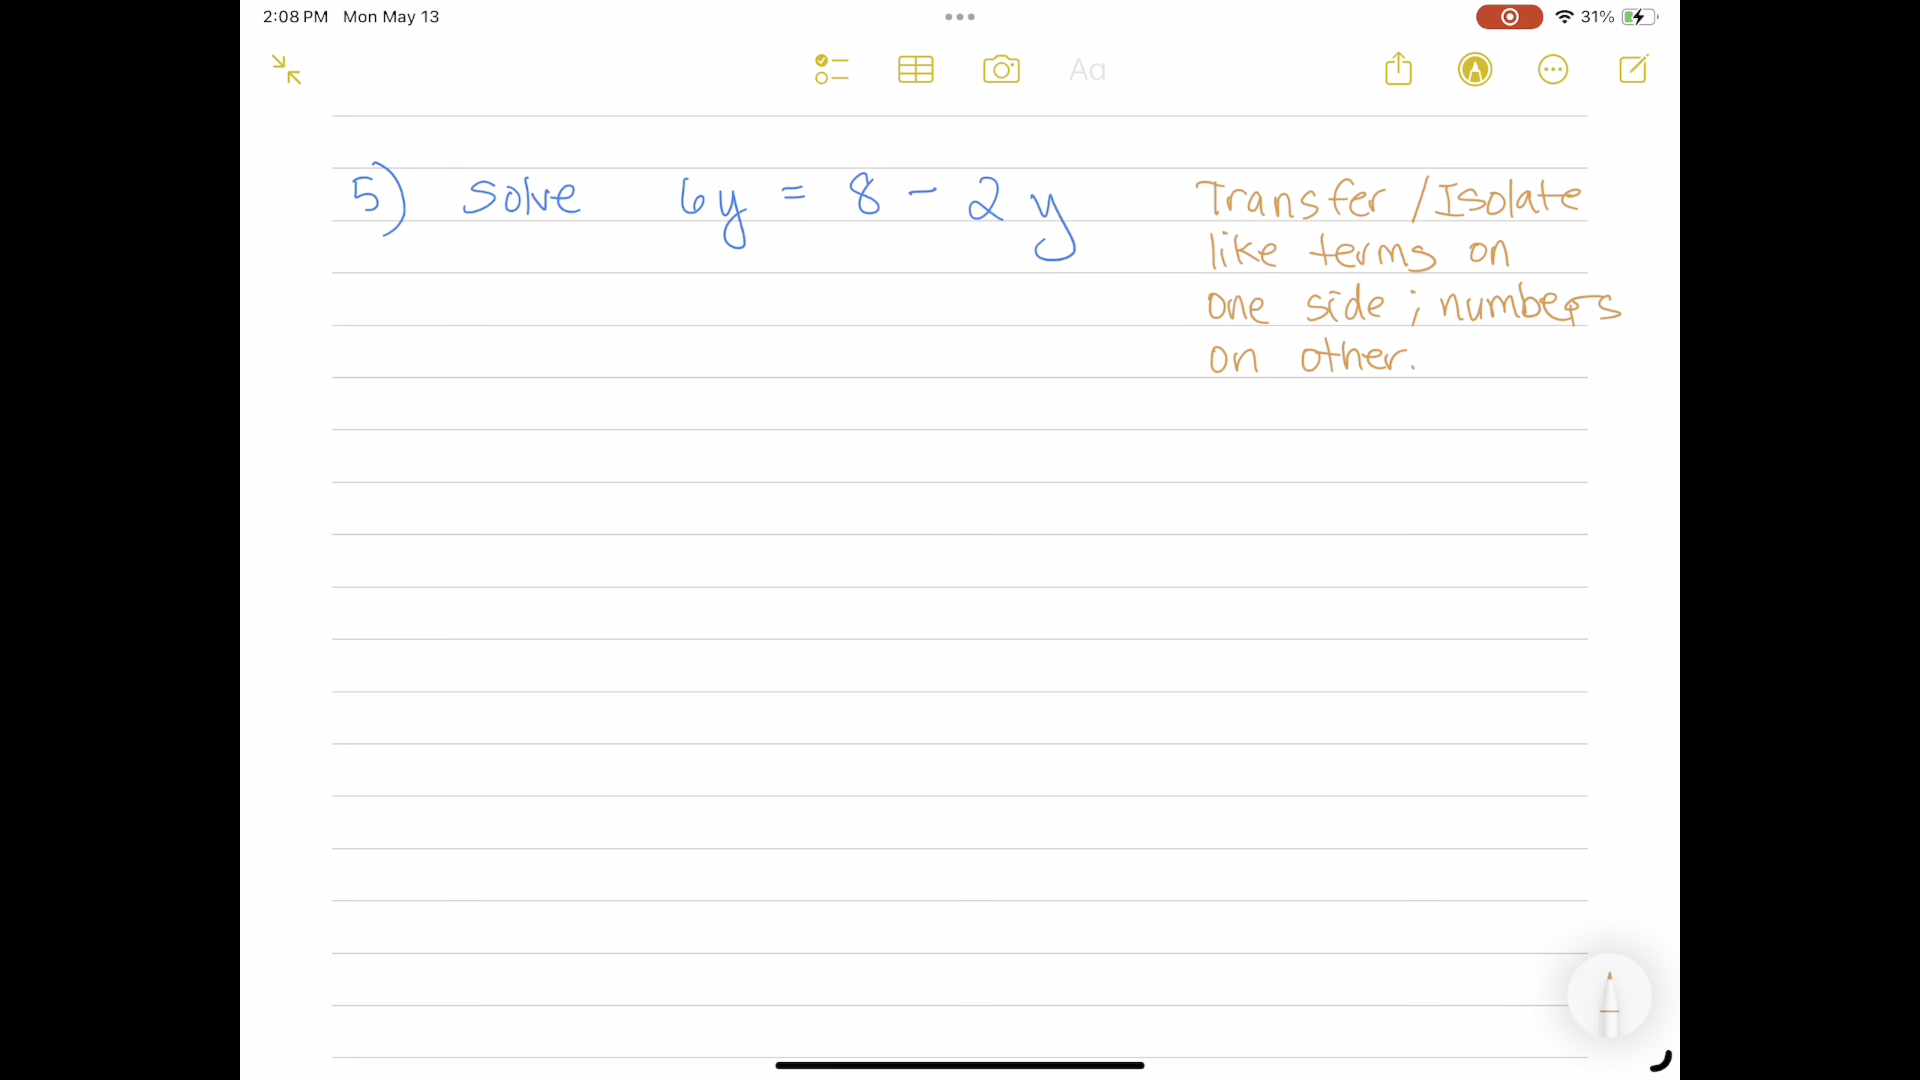 2:08 PM Mon May 13
31%
Aa
5) Solve 6y = 8 - 2y
Transfer / Isolate
like terms on
one side ; numbers
on other.